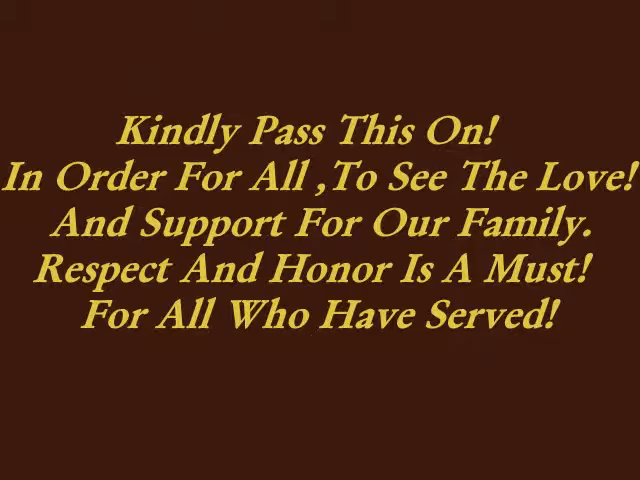 Kindly Pass This On!
In Order For All ,To See The Love!
And Support For Our Family.
Respect And Honor Is A Must!
For All Who Have Served!